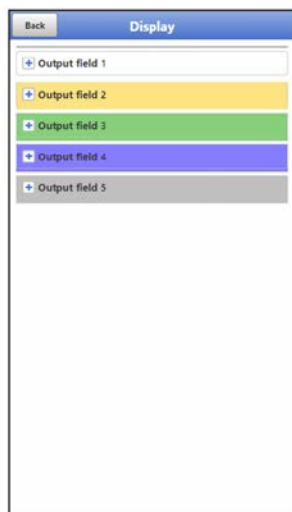 Back
Display
Output field 1
Output field 2
Output field 3
Output field 4
Output field 5